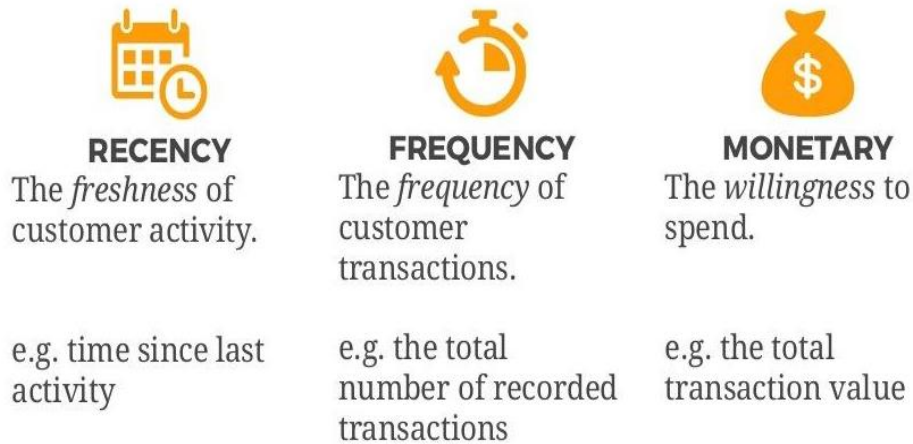 RECENCY
The freshness of
customer activity.
e.g. time since last
activity
FREQUENCY
The frequency of
customer
transactions.
e.g. the total
number of recorded
transactions
$
MONETARY
The willingness to
spend.
e.g. the total
transaction value